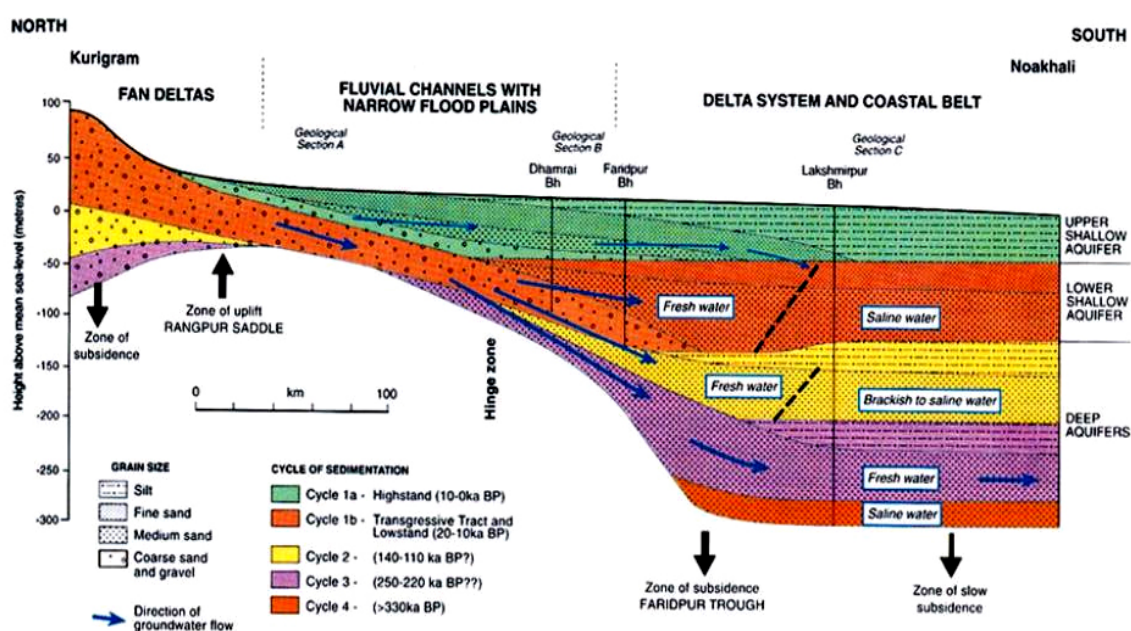 NORTH
SOUTH
Kurigram
Noakhali
FAN DELTAS
FLUVIAL CHANNELS WITH
NARROW FLOOD PLAINS
DELTA SYSTEM AND COASTAL BELT
Geological
Section A
Geological
Section B
Geological
Section C
Dhamrai
Bh
Faridpur
Bh
Lakshmirpur
Bh
Height above mean sea-level (metres)
100
50
0
-50
-100
-150
-200
-250
-300
UPPER
SHALLOW
AQUIFER
LOWER
SHALLOW
AQUIFER
DEEP
AQUIFERS
Zone of
subsidence
Zone of uplift
RANGPUR SADDLE
Hinge zone
0 km 100
Fresh water
Saline water
Fresh water
Brackish to saline water
Fresh water
Saline water
Zone of subsidence
FARIDPUR TROUGH
Zone of slow
subsidence
GRAIN SIZE
Silt
Fine sand
Medium sand
Coarse sand
and gravel
Direction of
groundwater flow
CYCLE OF SEDIMENTATION
Cycle 1a - Highstand (10-0ka BP)
Cycle 1b - Transgressive Tract and
Lowstand (20-10ka BP)
Cycle 2 - (140-110 ka BP?)
Cycle 3 - (250-220 ka BP??)
Cycle 4 - (>330ka BP)